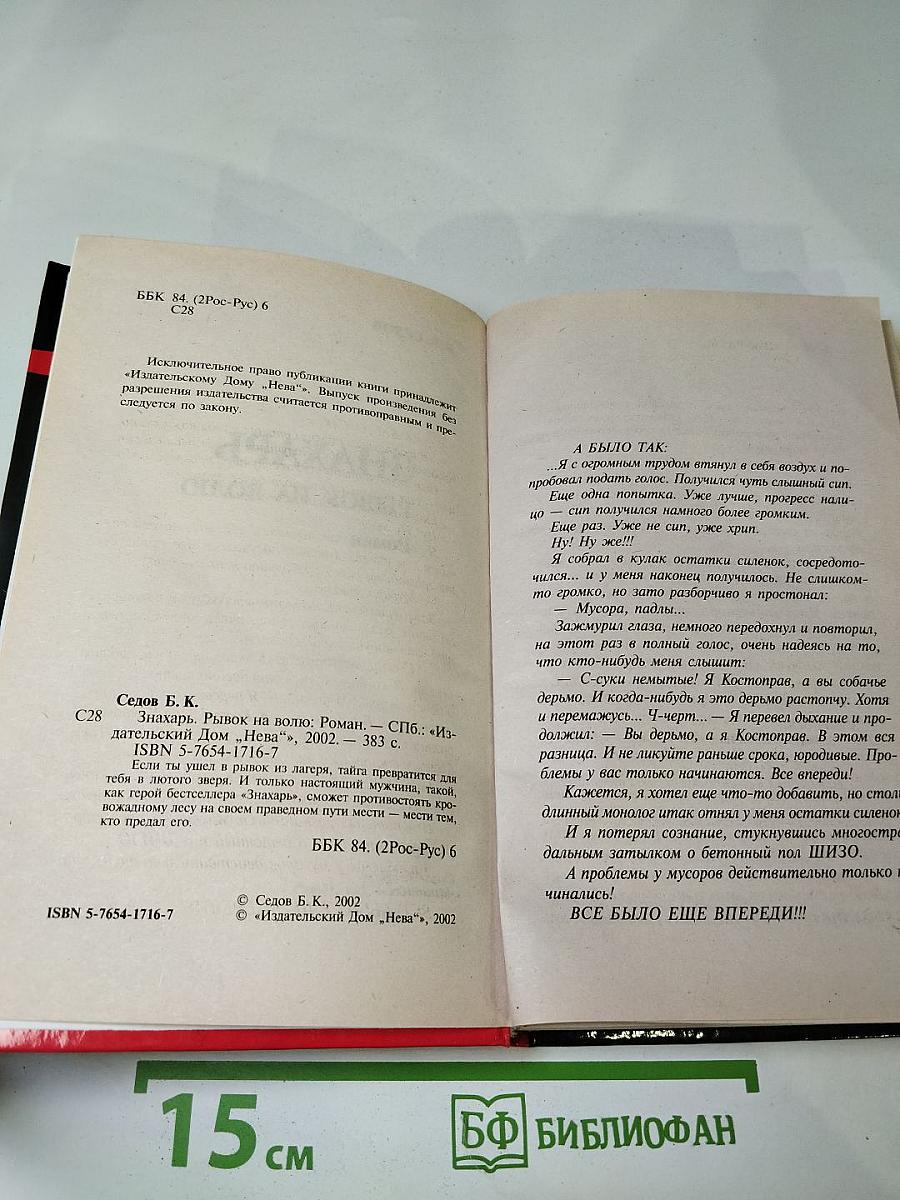 ББК 84. (2Рос-Рус) 6
С28
Исключительное право публикации книги принадлежит
«Издательскому Дому „Нева“». Выпуск произведения без
разрешения издательства считается противоправным и пре-
следуется по закону.
Седов Б. К.
С28 Знахарь. Рывок на волю: Роман. — СПб.: «Из-
дательский Дом „Нева“», 2002. — 383 с.
ISBN 5-7654-1716-7
Если ты ушел в рывок из лагеря, тайга превратится для
тебя в лютого зверя. И только настоящий мужчина, такой,
как герой бестселлера «Знахарь», сможет противостоять кро-
вожадному лесу на своем праведном пути мести — мести тем,
кто предал его.
ББК 84. (2Рос-Рус) 6
ISBN 5-7654-1716-7
© Седов Б. К., 2002
© «Издательский Дом „Нева“», 2002
А БЫЛО ТАК:
...Я с огромным трудом втянул в себя воздух и по-
пробовал подать голос. Получился чуть слышный сип.
Еще одна попытка. Уже лучше, прогресс нали-
цо — сип получился намного более громким.
Еще раз. Уже не сип, уже хрип.
Ну! Ну же!!!
Я собрал в кулак остатки силенок, сосредото-
чился... и у меня наконец получилось. Не слишком-
то громко, но зато разборчиво я простонал:
— Мусора, падлы...
Зажмурил глаза, немного передохнул и повторил,
на этот раз в полный голос, очень надеясь на то,
что кто-нибудь меня слышит:
— С-суки немытые! Я Костоправ, а вы собачье
дерьмо. И когда-нибудь я это дерьмо растопчу. Хотя
и перемажусь... Ч-черт... — Я перевел дыхание и про-
должил: — Вы дерьмо, а я Костоправ. В этом вся
разница. И не ликуйте раньше срока, юродивые. Про-
блемы у вас только начинаются. Все впереди!
Кажется, я хотел еще что-то добавить, но столь
длинный монолог итак отнял у меня остатки силенок
И я потерял сознание, стукнувшись многостра-
дальным затылком о бетонный пол ШИЗО.
А проблемы у мусоров действительно только
чинались!
ВСЕ БЫЛО ЕЩЕ ВПЕРЕДИ!!!
15 см
БФ БИБЛИОФАН